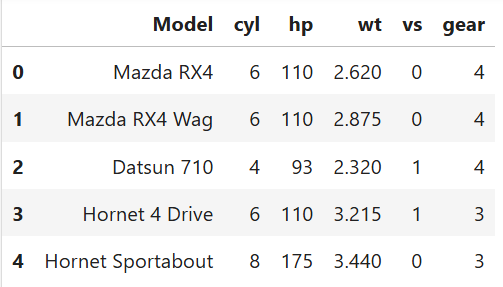 Model cyl hp wt vs gear
0 Mazda RX4 6 110 2.620 0 4
1 Mazda RX4 Wag 6 110 2.875 0 4
2 Datsun 710 4 93 2.320 1 4
3 Hornet 4 Drive 6 110 3.215 1 3
4 Hornet Sportabout 8 175 3.440 0 3